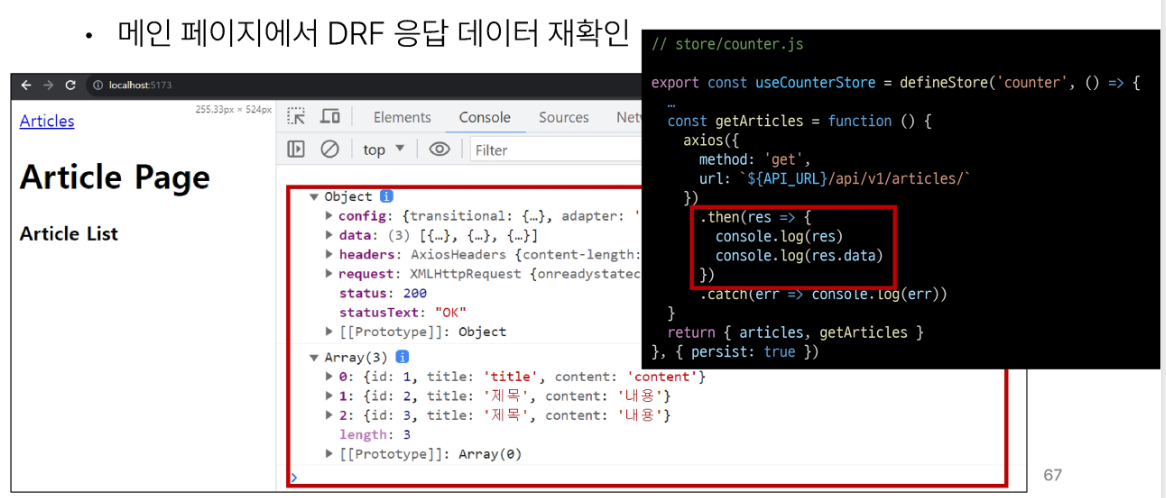 • 메인 페이지에서 DRF 응답 데이터 재확인
// store/counter.js
export const useCounterStore = defineStore('counter', () => {
…
const getArticles = function () {
axios({
method: 'get',
url: `${API_URL}/api/v1/articles/`
})
.then(res => {
console.log(res)
console.log(res.data)
})
.catch(err => console.log(err))
}
return { articles, getArticles }
}, { persist: true })
localhost:5173
255.33px × 524px
Articles
Article Page
Article List
Elements Console Sources Net
top ▼ Filter
▼ Object i
▶ config: {transitional: {…}, adapter: '
▶ data: (3) [{…}, {…}, {…}]
▶ headers: AxiosHeaders {content-length:
▶ request: XMLHttpRequest {onreadystatec
status: 200
statusText: "OK"
▶ [[Prototype]]: Object
▼ Array(3) i
▶ 0: {id: 1, title: 'title', content: 'content'}
▶ 1: {id: 2, title: '제목', content: '내용'}
▶ 2: {id: 3, title: '제목', content: '내용'}
length: 3
▶ [[Prototype]]: Array(0)
>
67